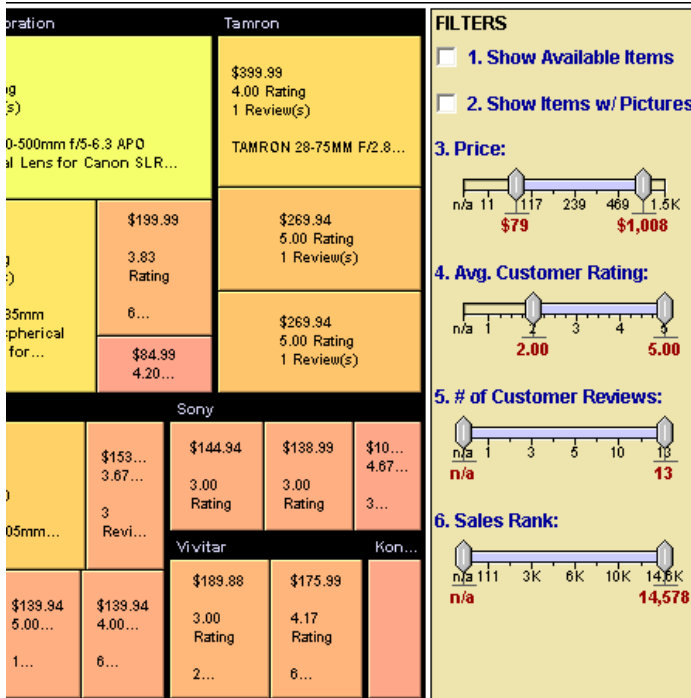 oration
g
(s)
0-500mm f/5-6.3 APO
al Lens for Canon SLR...
$199.99
3.83
Rating
6...
35mm
pherical
for...
$84.99
4.20...
Tamron
$399.99
4.00 Rating
1 Review(s)
TAMRON 28-75MM F/2.8...
$269.94
5.00 Rating
1 Review(s)
$269.94
5.00 Rating
1 Review(s)
05mm...
$153...
3.67...
3
Revi...
$139.94
5.00...
1...
$139.94
4.00...
6...
Sony
$144.94
3.00
Rating
$138.99
3.00
Rating
$10...
4.67...
3...
Vivitar
$189.88
3.00
Rating
2...
$175.99
4.17
Rating
6...
Kon...
FILTERS
1. Show Available Items
2. Show Items w/ Pictures
3. Price:
n/a 11 117 239 469 1.5K
$79 $1,008
4. Avg. Customer Rating:
n/a 1 2 3 4 5
2.00 5.00
5. # of Customer Reviews:
n/a 1 3 5 10 13
n/a 13
6. Sales Rank:
n/a 111 3K 6K 10K 14.6K
n/a 14,578